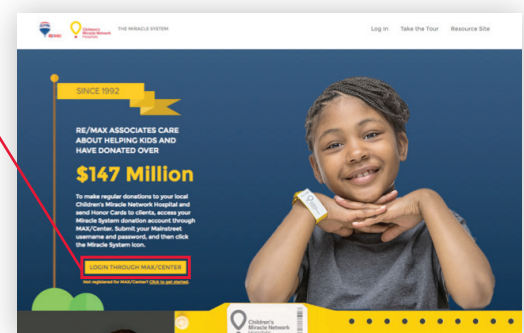 RE/MAX
Children's
Miracle Network
Hospitals
THE MIRACLE SYSTEM
Log In Take the Tour Resource Site
SINCE 1992
RE/MAX ASSOCIATES CARE
ABOUT HELPING KIDS AND
HAVE DONATED OVER
$147 Million
To make regular donations to your local
Children's Miracle Network Hospital and
send Honor Cards to clients, access your
Miracle System donation account through
MAX/Center. Submit your Mainstreet
username and password, and then click
the Miracle System Icon.
LOGIN THROUGH MAX/CENTER
Not registered for MAX/Center? Click to get started.
Children's
Miracle Network